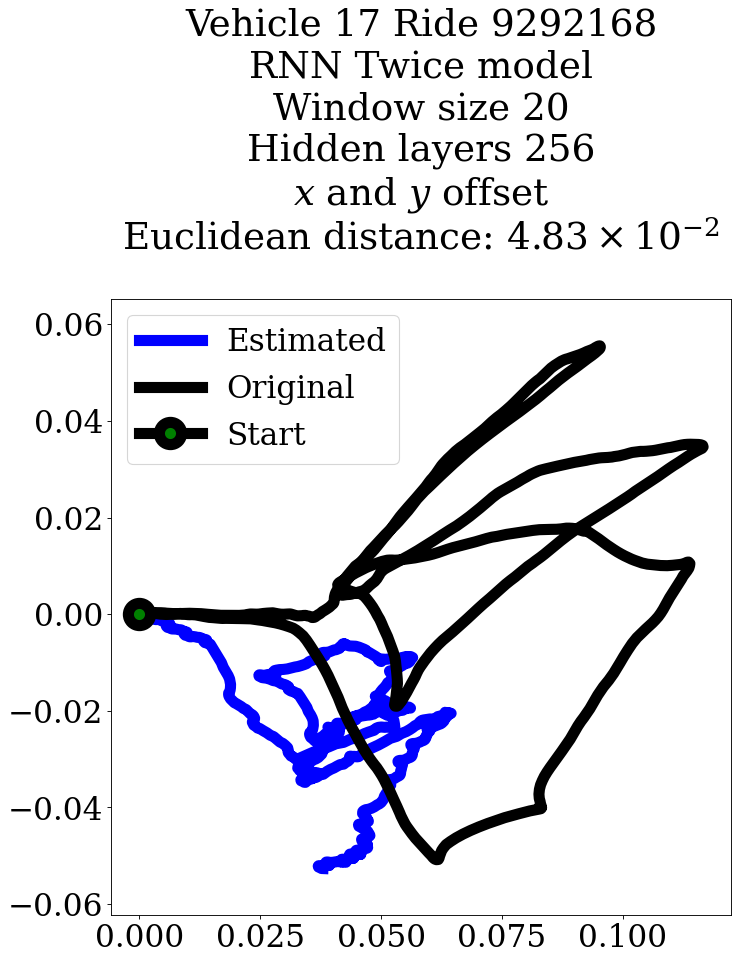 Vehicle 17 Ride 9292168
RNN Twice model
Window size 20
Hidden layers 256
x and y offset
Euclidean distance: 4.83 × 10⁻²
Estimated
Original
Start
0.06
0.04
0.02
0.00
−0.02
−0.04
−0.06
0.000 0.025 0.050 0.075 0.100